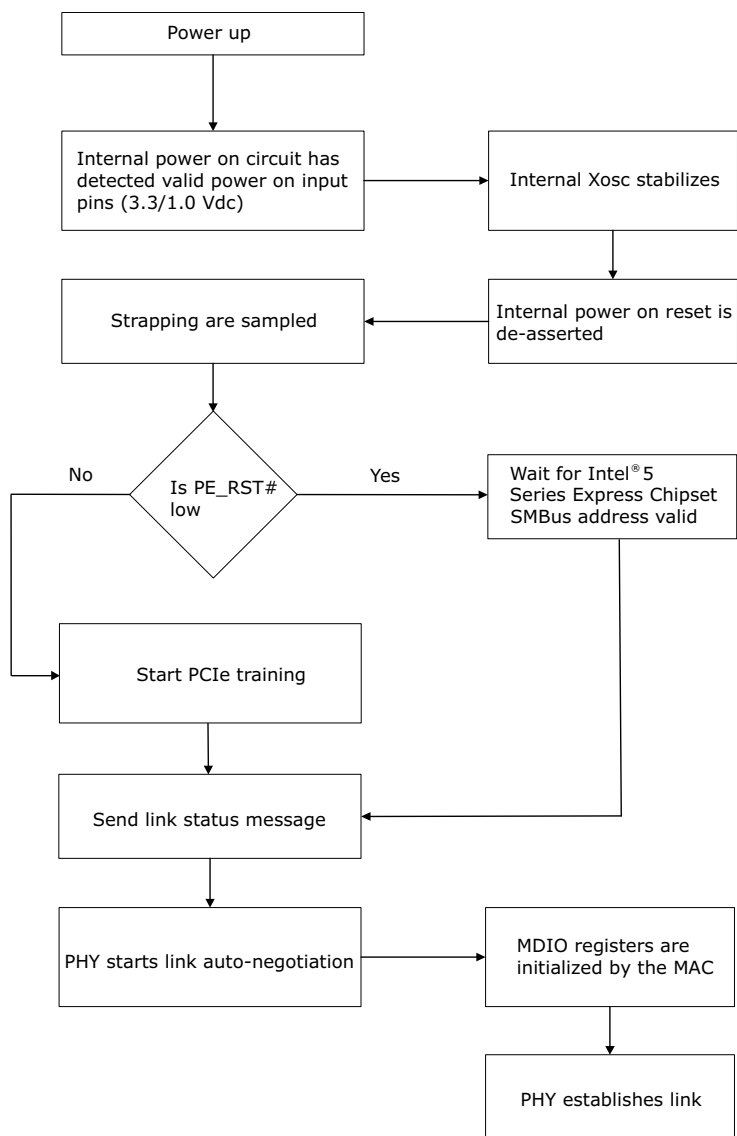 Power up
Internal power on circuit has
detected valid power on input
pins (3.3/1.0 Vdc)
Internal Xosc stabilizes
Strapping are sampled
Internal power on reset is
de-asserted
No
Is PE_RST#
low
Yes
Wait for Intel®5
Series Express Chipset
SMBus address valid
Start PCIe training
Send link status message
PHY starts link auto-negotiation
MDIO registers are
initialized by the MAC
PHY establishes link